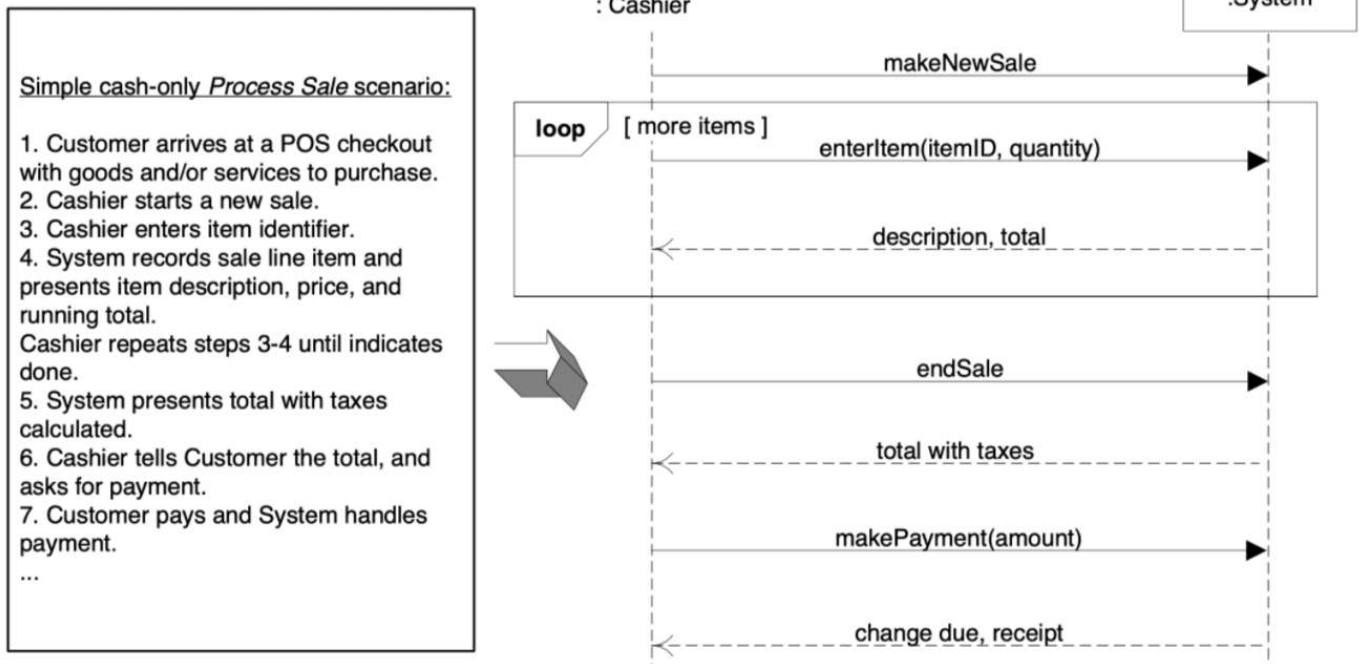 Simple cash-only Process Sale scenario:
1. Customer arrives at a POS checkout
with goods and/or services to purchase.
2. Cashier starts a new sale.
3. Cashier enters item identifier.
4. System records sale line item and
presents item description, price, and
running total.
Cashier repeats steps 3-4 until indicates
done.
5. System presents total with taxes
calculated.
6. Cashier tells Customer the total, and
asks for payment.
7. Customer pays and System handles
payment.
...
: Cashier
:System
makeNewSale
loop
[ more items ]
enterItem(itemID, quantity)
description, total
endSale
total with taxes
makePayment(amount)
change due, receipt